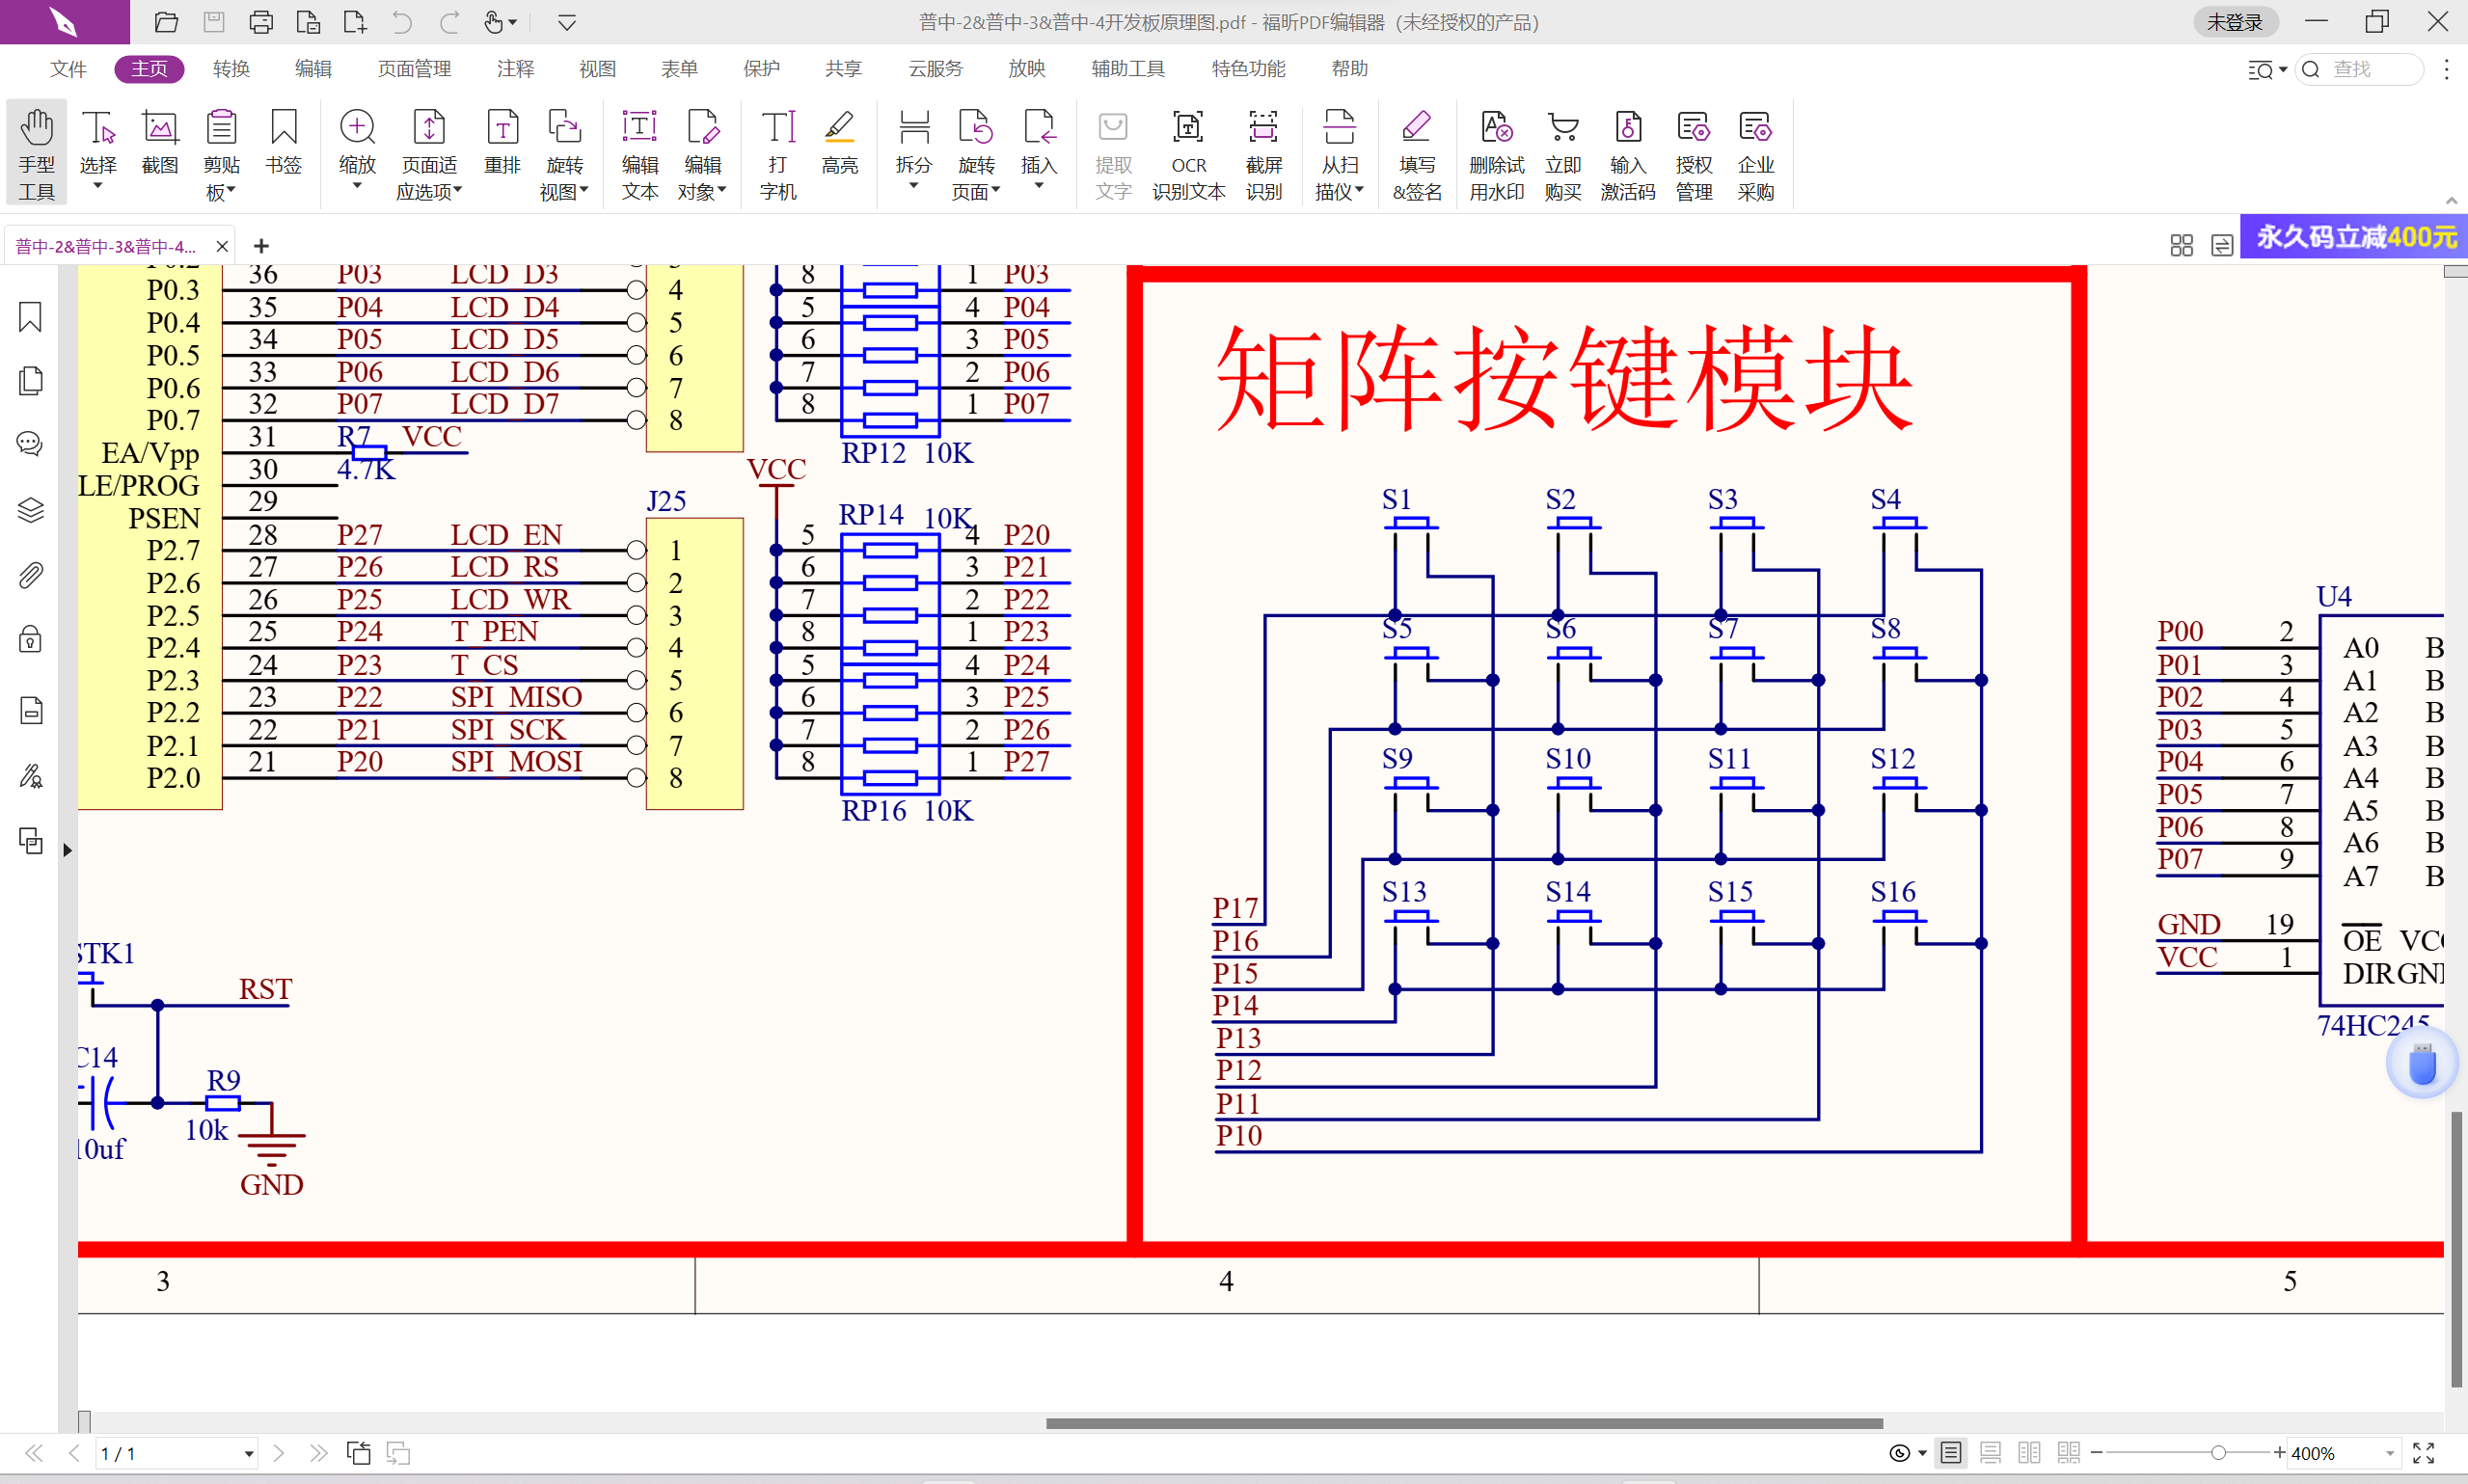 普中-2&普中-3&普中-4开发板原理图.pdf - 福昕PDF编辑器 (未经授权的产品)
未登录
文件 主页 转换 编辑 页面管理 注释 视图 表单 保护 共享 云服务 放映 辅助工具 特色功能 帮助
查找
手型工具 选择 截图 剪贴板 书签 缩放 页面适应选项 重排 旋转视图 编辑文本 编辑对象 打字机 高亮 拆分 旋转页面 插入 提取文字 OCR识别文本 截屏识别 从扫描仪 填写&签名 删除试用水印 立即购买 输入激活码 授权管理 企业采购
普中-2&普中-3&普中-4...
永久码立减400元
P0.3 36 P03 LCD D3 4
P0.4 35 P04 LCD D4 5
P0.5 34 P05 LCD D5 6
P0.6 33 P06 LCD D6 7
P0.7 32 P07 LCD D7 8
EA/Vpp 31 R7 VCC
4.7K
LE/PROG 30
PSEN 29
P2.7 28 P27 LCD EN 1
P2.6 27 P26 LCD RS 2
P2.5 26 P25 LCD WR 3
P2.4 25 P24 T PEN 4
P2.3 24 P23 T CS 5
P2.2 23 P22 SPI MISO 6
P2.1 22 P21 SPI SCK 7
P2.0 21 P20 SPI MOSI 8
J25
8 1 P03
5 4 P04
6 3 P05
7 2 P06
8 1 P07
RP12 10K
VCC
RP14 10K
5 4 P20
6 3 P21
7 2 P22
8 1 P23
5 4 P24
6 3 P25
7 2 P26
8 1 P27
RP16 10K
STK1
RST
C14
R9
10k
10uf
GND
矩阵按键模块
S1 S2 S3 S4
S5 S6 S7 S8
S9 S10 S11 S12
S13 S14 S15 S16
P17
P16
P15
P14
P13
P12
P11
P10
U4
P00 2 A0 B
P01 3 A1 B
P02 4 A2 B
P03 5 A3 B
P04 6 A4 B
P05 7 A5 B
P06 8 A6 B
P07 9 A7 B
GND 19 OE VCC
VCC 1 DIR GND
74HC245
3 4 5
1 / 1
400%